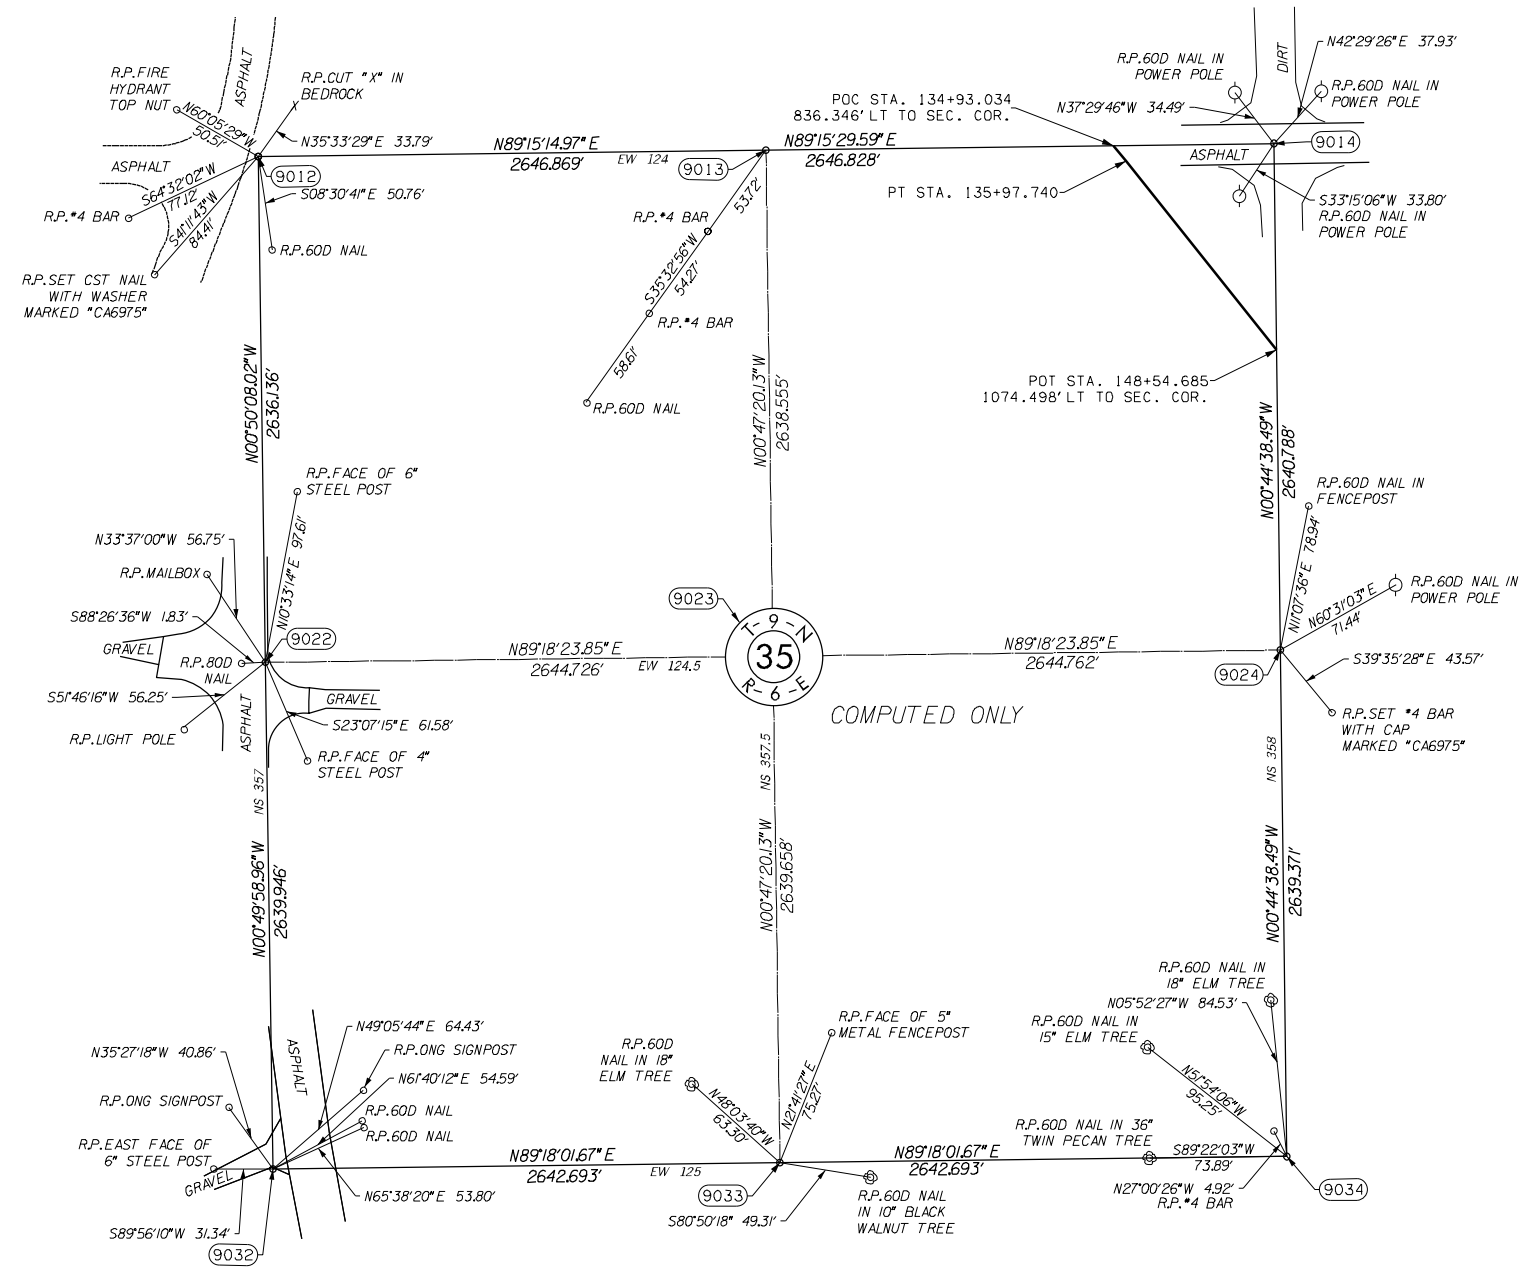 R.P.FIRE
HYDRANT
TOP NUT
N60°05'29"W
50.51'
ASPHALT
R.P.CUT "X" IN
BEDROCK
X
N35°33'29"E 33.79'
ASPHALT
S64°32'02"W
77.12'
S41°11'43"W
84.41'
R.P.#4 BAR
R.P.SET CST NAIL
WITH WASHER
MARKED "CA6975"
9012
S08°30'41"E 50.76'
R.P.60D NAIL
N89°15'14.97"E
2646.869'
EW 124
9013
N89°15'29.59"E
2646.828'
POC STA. 134+93.034
836.346' LT TO SEC. COR.
PT STA. 135+97.740
R.P.60D NAIL IN
POWER POLE
N37°29'46"W 34.49'
DIRT
N42°29'26"E 37.93'
R.P.60D NAIL IN
POWER POLE
9014
ASPHALT
S33°15'06"W 33.80'
R.P.60D NAIL IN
POWER POLE
53.72'
R.P.#4 BAR
S35°32'56"W
54.27'
R.P.#4 BAR
58.61'
R.P.60D NAIL
POT STA. 148+54.685
1074.498' LT TO SEC. COR.
N00°50'08.02"W
2636.136'
N00°47'20.13"W
2638.555'
N00°44'38.49"W
2640.788'
R.P.FACE OF 6"
STEEL POST
N10°33'14"E 97.61'
N33°37'00"W 56.75'
R.P.MAILBOX
S88°26'36"W 1.83'
GRAVEL
R.P.80D
NAIL
S51°46'16"W 56.25'
R.P.LIGHT POLE
ASPHALT
9022
GRAVEL
S23°07'15"E 61.58'
R.P.FACE OF 4"
STEEL POST
N89°18'23.85"E
2644.726'
EW 124.5
9023
T-9-N
35
R-6-E
COMPUTED ONLY
N89°18'23.85"E
2644.762'
R.P.60D NAIL IN
FENCEPOST
N11°07'36"E 78.94'
N60°31'03"E
71.44'
R.P.60D NAIL IN
POWER POLE
9024
S39°35'28"E 43.57'
R.P.SET #4 BAR
WITH CAP
MARKED "CA6975"
NS 357
NS 357.5
NS 358
N00°49'58.96"W
2639.946'
N00°47'20.13"W
2639.658'
N00°44'38.49"W
2639.371'
N35°27'18"W 40.86'
R.P.ONG SIGNPOST
R.P.EAST FACE OF
6" STEEL POST
GRAVEL
S89°56'10"W 31.34'
9032
ASPHALT
N49°05'44"E 64.43'
R.P.ONG SIGNPOST
N61°40'12"E 54.59'
R.P.60D NAIL
R.P.60D NAIL
N65°38'20"E 53.80'
N89°18'01.67"E
2642.693'
EW 125
R.P.60D
NAIL IN 18"
ELM TREE
N48°03'40"W
63.30'
R.P.FACE OF 5"
METAL FENCEPOST
N21°41'27"E
75.27'
9033
S80°50'18" 49.31'
R.P.60D NAIL
IN 10" BLACK
WALNUT TREE
N89°18'01.67"E
2642.693'
R.P.60D NAIL IN
18" ELM TREE
N05°52'27"W 84.53'
R.P.60D NAIL IN
15" ELM TREE
N51°54'06"W
95.25'
R.P.60D NAIL IN 36"
TWIN PECAN TREE
S89°22'03"W
73.89'
N27°00'26"W 4.92'
R.P.#4 BAR
9034